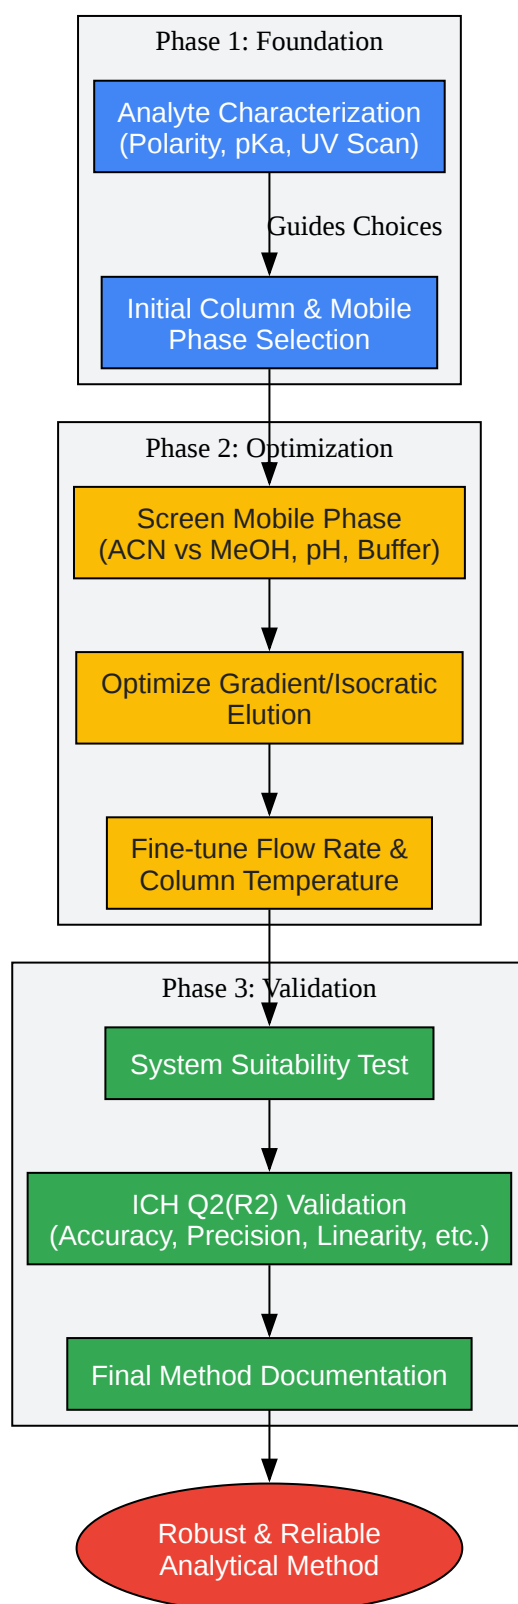 Phase 1: Foundation
Analyte Characterization
(Polarity, pKa, UV Scan)
Guides Choices
Initial Column & Mobile
Phase Selection
Phase 2: Optimization
Screen Mobile Phase
(ACN vs MeOH, pH, Buffer)
Optimize Gradient/Isocratic
Elution
Fine-tune Flow Rate &
Column Temperature
Phase 3: Validation
System Suitability Test
ICH Q2(R2) Validation
(Accuracy, Precision, Linearity, etc.)
Final Method Documentation
Robust & Reliable
Analytical Method